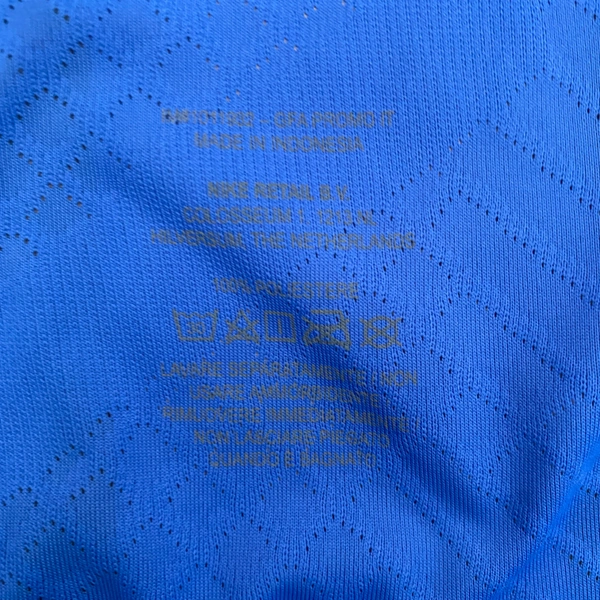 MADE IN INDONESIA
NIKE RETAIL B.V.
COLOSSEUM 1, 1213 NL
HILVERSUM, THE NETHERLANDS
100% POLIESTERE
LAVARE SEPARATAMENTE / NON
USARE AMMORBIDENTE
RIMUOVERE IMMEDIATAMENTE /
NON LASCIARE PIEGATO
QUANDO E BAGNATO